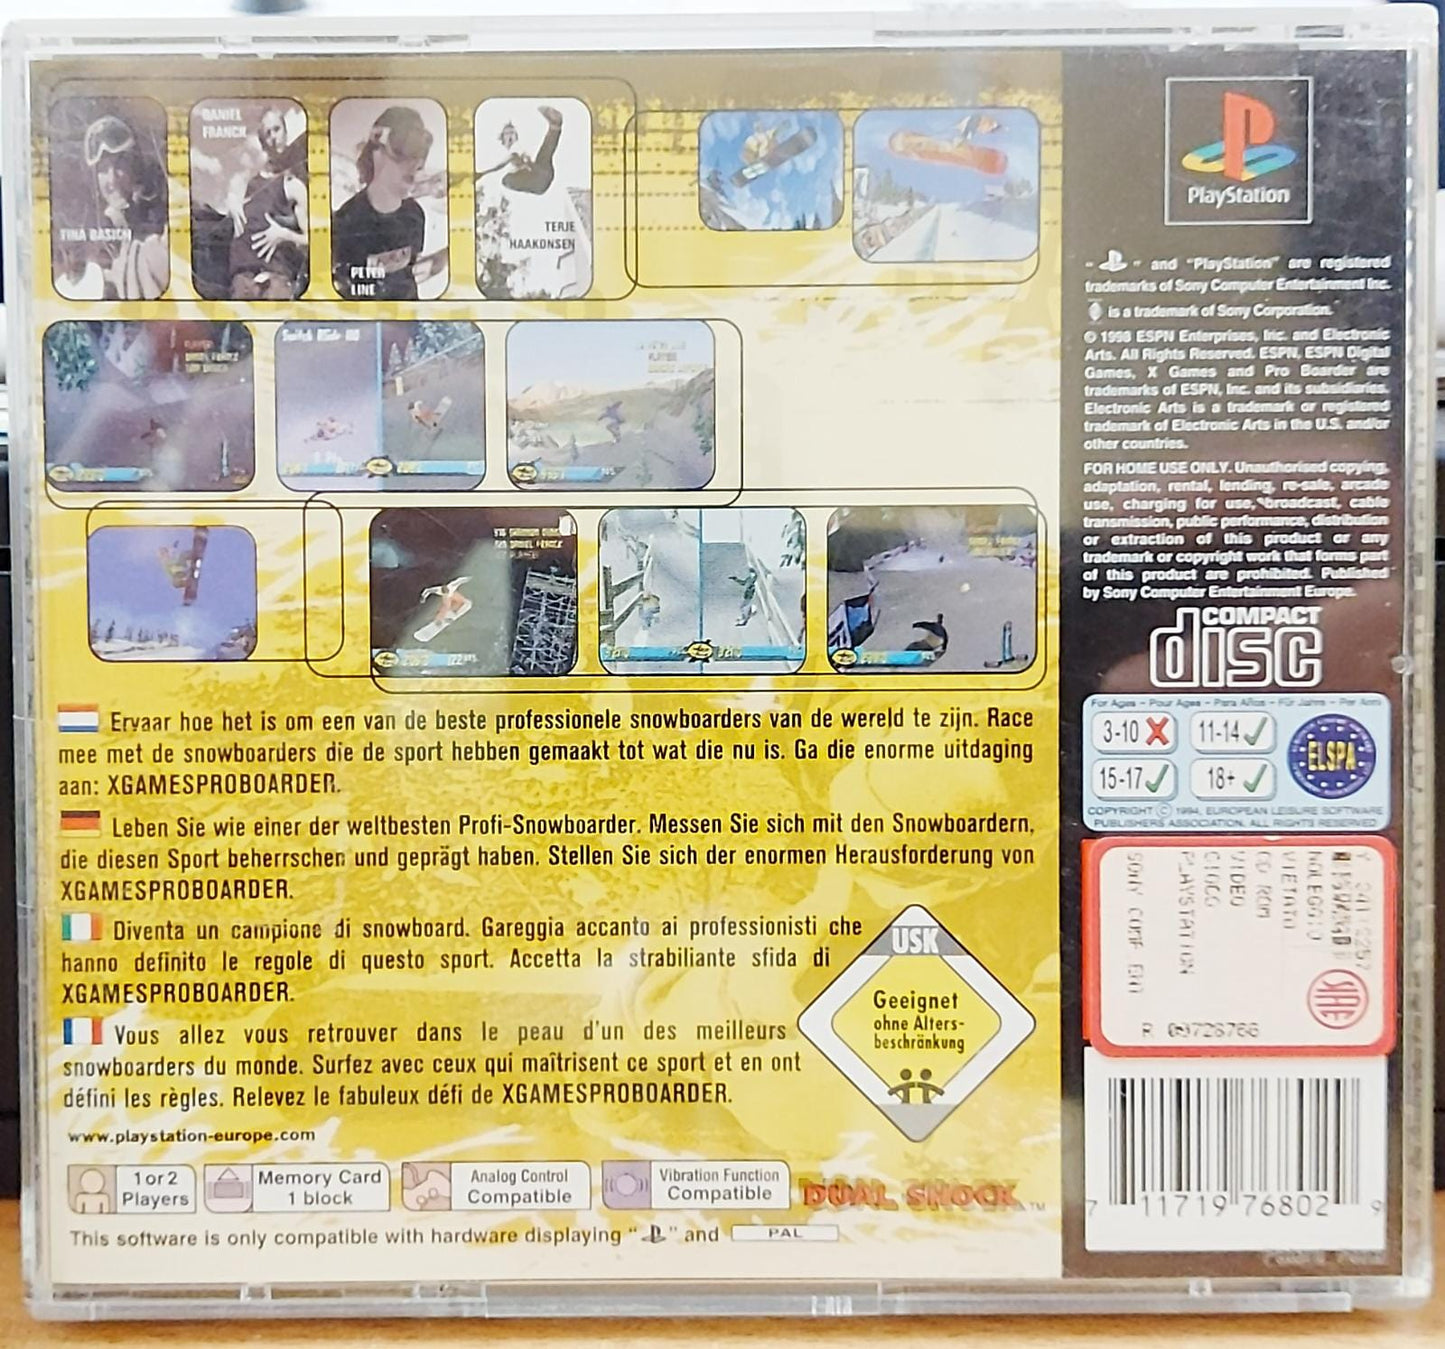 TINA BASICH
DANIEL
FRANCK
PETER
LINE
TERJE
HAAKONSEN
Ervaar hoe het is om een van de beste professionele snowboarders van de wereld te zijn. Race
mee met de snowboarders die de sport hebben gemaakt tot wat die nu is. Ga die enorme uitdaging
aan: XGAMESPROBOARDER.
Leben Sie wie einer der weltbesten Profi-Snowboarder. Messen Sie sich mit den Snowboardern,
die diesen Sport beherrschen und geprägt haben. Stellen Sie sich der enormen Herausforderung von
XGAMESPROBOARDER.
Diventa un campione di snowboard. Gareggia accanto ai professionisti che
hanno definito le regole di questo sport. Accetta la strabiliante sfida di
XGAMESPROBOARDER.
Vous allez vous retrouver dans le peau d'un des meilleurs
snowboarders du monde. Surfez avec ceux qui maîtrisent ce sport et en ont
défini les règles. Relevez le fabuleux défi de XGAMESPROBOARDER.
USK
Geeignet
ohne Alters-
beschränkung
www.playstation-europe.com
1 or 2
Players
Memory Card
1 block
Analog Control
Compatible
Vibration Function
Compatible
DUAL SHOCK™
This software is only compatible with hardware displaying " " and PAL
PlayStation
" " and "PlayStation" are registered
trademarks of Sony Computer Entertainment Inc.
is a trademark of Sony Corporation.
© 1998 ESPN Enterprises, Inc. and Electronic
Arts. All Rights Reserved. ESPN, ESPN Digital
Games, X Games and Pro Boarder are
trademarks of ESPN, Inc. and its subsidiaries.
Electronic Arts is a trademark or registered
trademark of Electronic Arts in the U.S. and/or
other countries.
FOR HOME USE ONLY. Unauthorised copying,
adaptation, rental, lending, re-sale, arcade
use, charging for use, broadcast, cable
transmission, public performance, distribution
or extraction of this product or any
trademark or copyright work that forms part
of this product are prohibited. Published
by Sony Computer Entertainment Europe.
COMPACT
disc
For Ages - Pour Ages - Para Años - Für Jahre - Per Anni
3-10 11-14
15-17 18+
ELSPA
COPYRIGHT © 1994, EUROPEAN LEISURE SOFTWARE
PUBLISHERS ASSOCIATION. ALL RIGHTS RESERVED
NOLEGGIO
VIETATO
CD ROM
VIDEO
GIOCO
PLAYSTATION
SONY COMP
SIAE
R 09728766
7 11719 76802 9